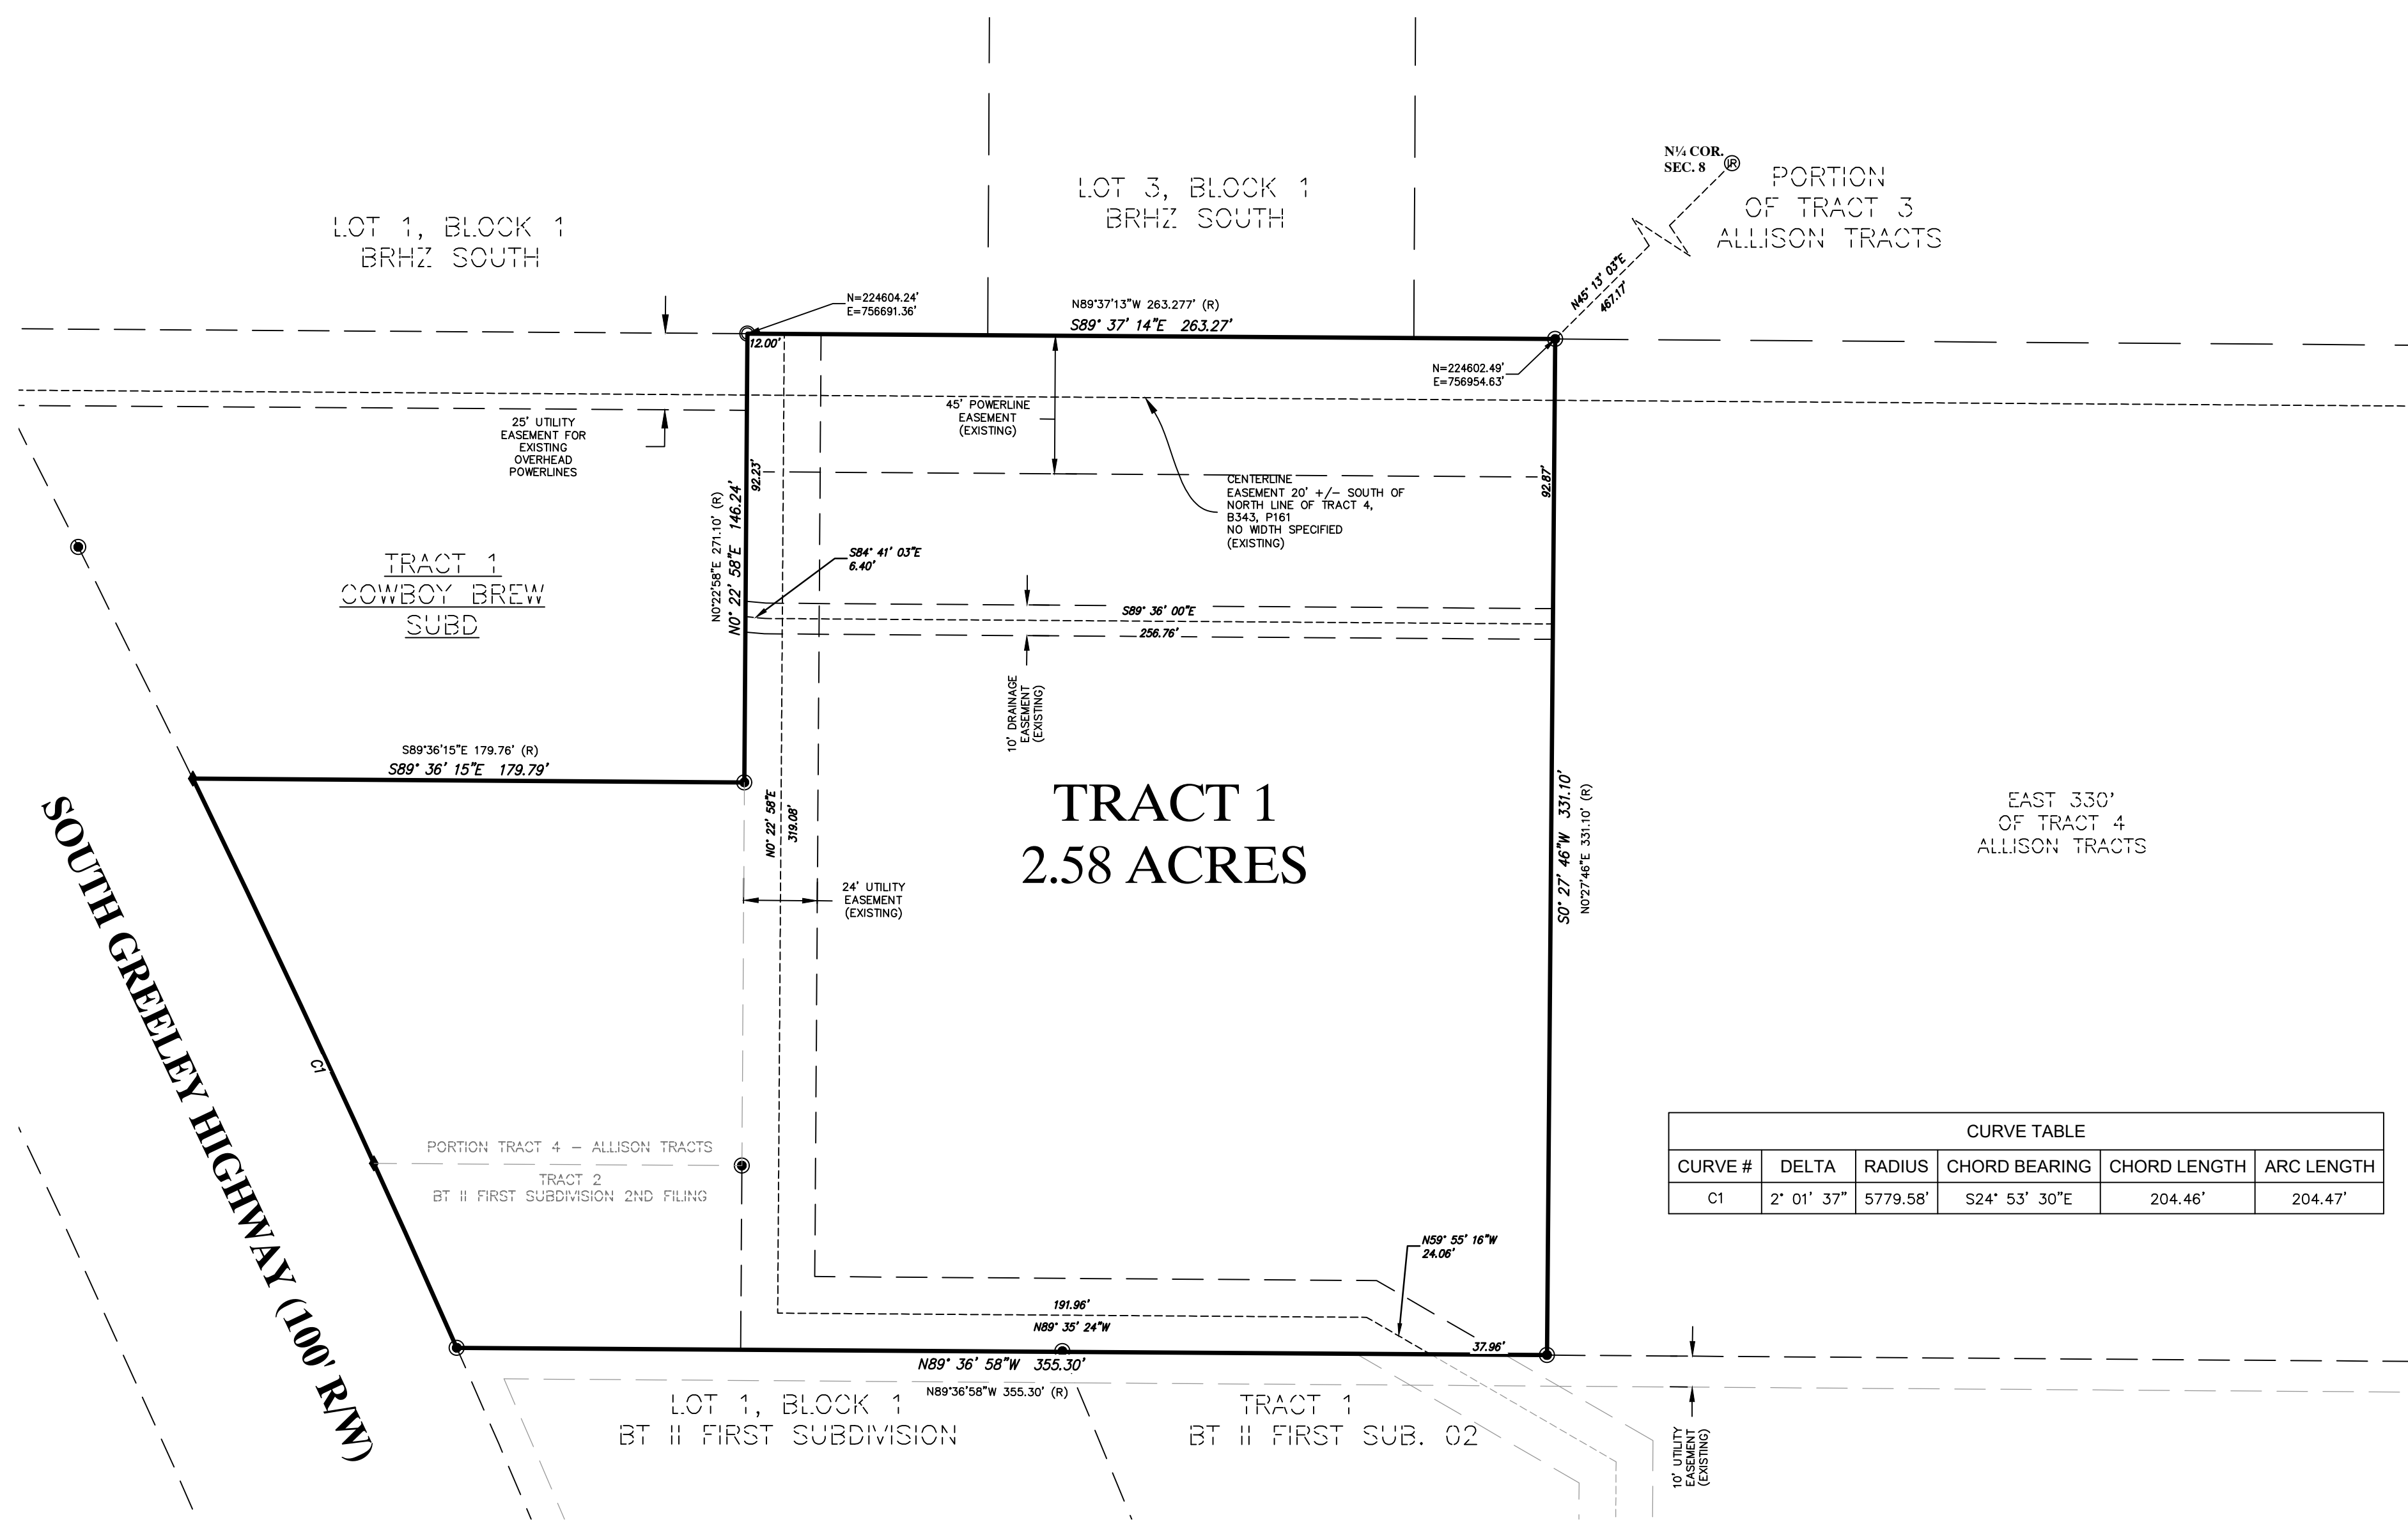 N¼ COR.
SEC. 8
LR
PORTION
OF TRACT 3
ALLISON TRACTS
LOT 3, BLOCK 1
BRHZ SOUTH
LOT 1, BLOCK 1
BRHZ SOUTH
N45° 13' 03"E
467.17'
N=224604.24'
E=756691.36'
N89°37'13"W 263.277' (R)
S89° 37' 14"E 263.27'
12.00'
N=224602.49'
E=756954.63'
25' UTILITY
EASEMENT FOR
EXISTING
OVERHEAD
POWERLINES
45' POWERLINE
EASEMENT
(EXISTING)
92.23'
92.87'
CENTERLINE
EASEMENT 20' +/- SOUTH OF
NORTH LINE OF TRACT 4,
B343, P161
NO WIDTH SPECIFIED
(EXISTING)
N0°22'58"E 271.10' (R)
N0° 22' 58"E 146.24'
S84° 41' 03"E
6.40'
TRACT 1
COWBOY BREW
SUBD
S89° 36' 00"E
256.76'
10' DRAINAGE
EASEMENT
(EXISTING)
S89°36'15"E 179.76' (R)
S89° 36' 15"E 179.79'
N0° 22' 58"E
319.08'
TRACT 1
2.58 ACRES
S0° 27' 46"W 331.10'
N0°27'46"E 331.10' (R)
EAST 330'
OF TRACT 4
ALLISON TRACTS
24' UTILITY
EASEMENT
(EXISTING)
SOUTH GREELEY HIGHWAY (100' R/W)
C1
PORTION TRACT 4 - ALLISON TRACTS
TRACT 2
BT II FIRST SUBDIVISION 2ND FILING
CURVE TABLE
CURVE # DELTA RADIUS CHORD BEARING CHORD LENGTH ARC LENGTH
C1 2° 01' 37" 5779.58' S24° 53' 30"E 204.46' 204.47'
N59° 55' 16"W
24.06'
191.96'
N89° 35' 24"W
37.96'
N89° 36' 58"W 355.30'
N89°36'58"W 355.30' (R)
LOT 1, BLOCK 1
BT II FIRST SUBDIVISION
TRACT 1
BT II FIRST SUB. 02
10' UTILITY
EASEMENT
(EXISTING)